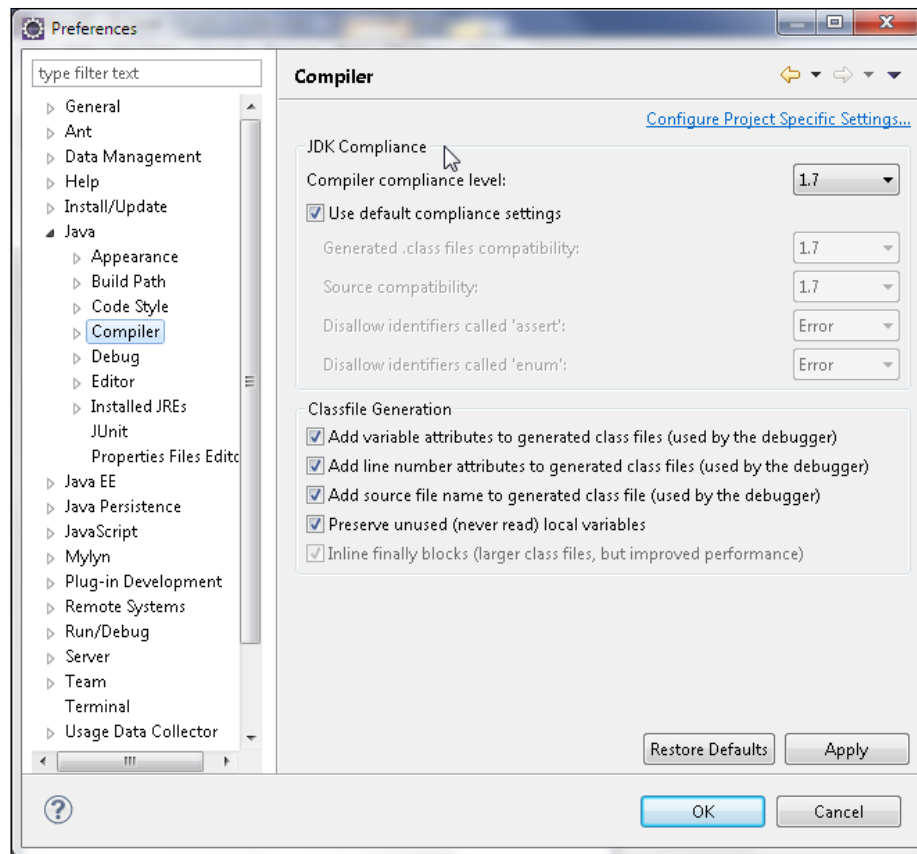 Preferences
type filter text
General
Ant
Data Management
Help
Install/Update
Java
Appearance
Build Path
Code Style
Compiler
Debug
Editor
Installed JREs
JUnit
Properties Files Edito
Java EE
Java Persistence
JavaScript
Mylyn
Plug-in Development
Remote Systems
Run/Debug
Server
Team
Terminal
Usage Data Collector
Compiler
Configure Project Specific Settings...
JDK Compliance
Compiler compliance level: 1.7
Use default compliance settings
Generated .class files compatibility: 1.7
Source compatibility: 1.7
Disallow identifiers called 'assert': Error
Disallow identifiers called 'enum': Error
Classfile Generation
Add variable attributes to generated class files (used by the debugger)
Add line number attributes to generated class files (used by the debugger)
Add source file name to generated class file (used by the debugger)
Preserve unused (never read) local variables
Inline finally blocks (larger class files, but improved performance)
Restore Defaults Apply
? OK Cancel